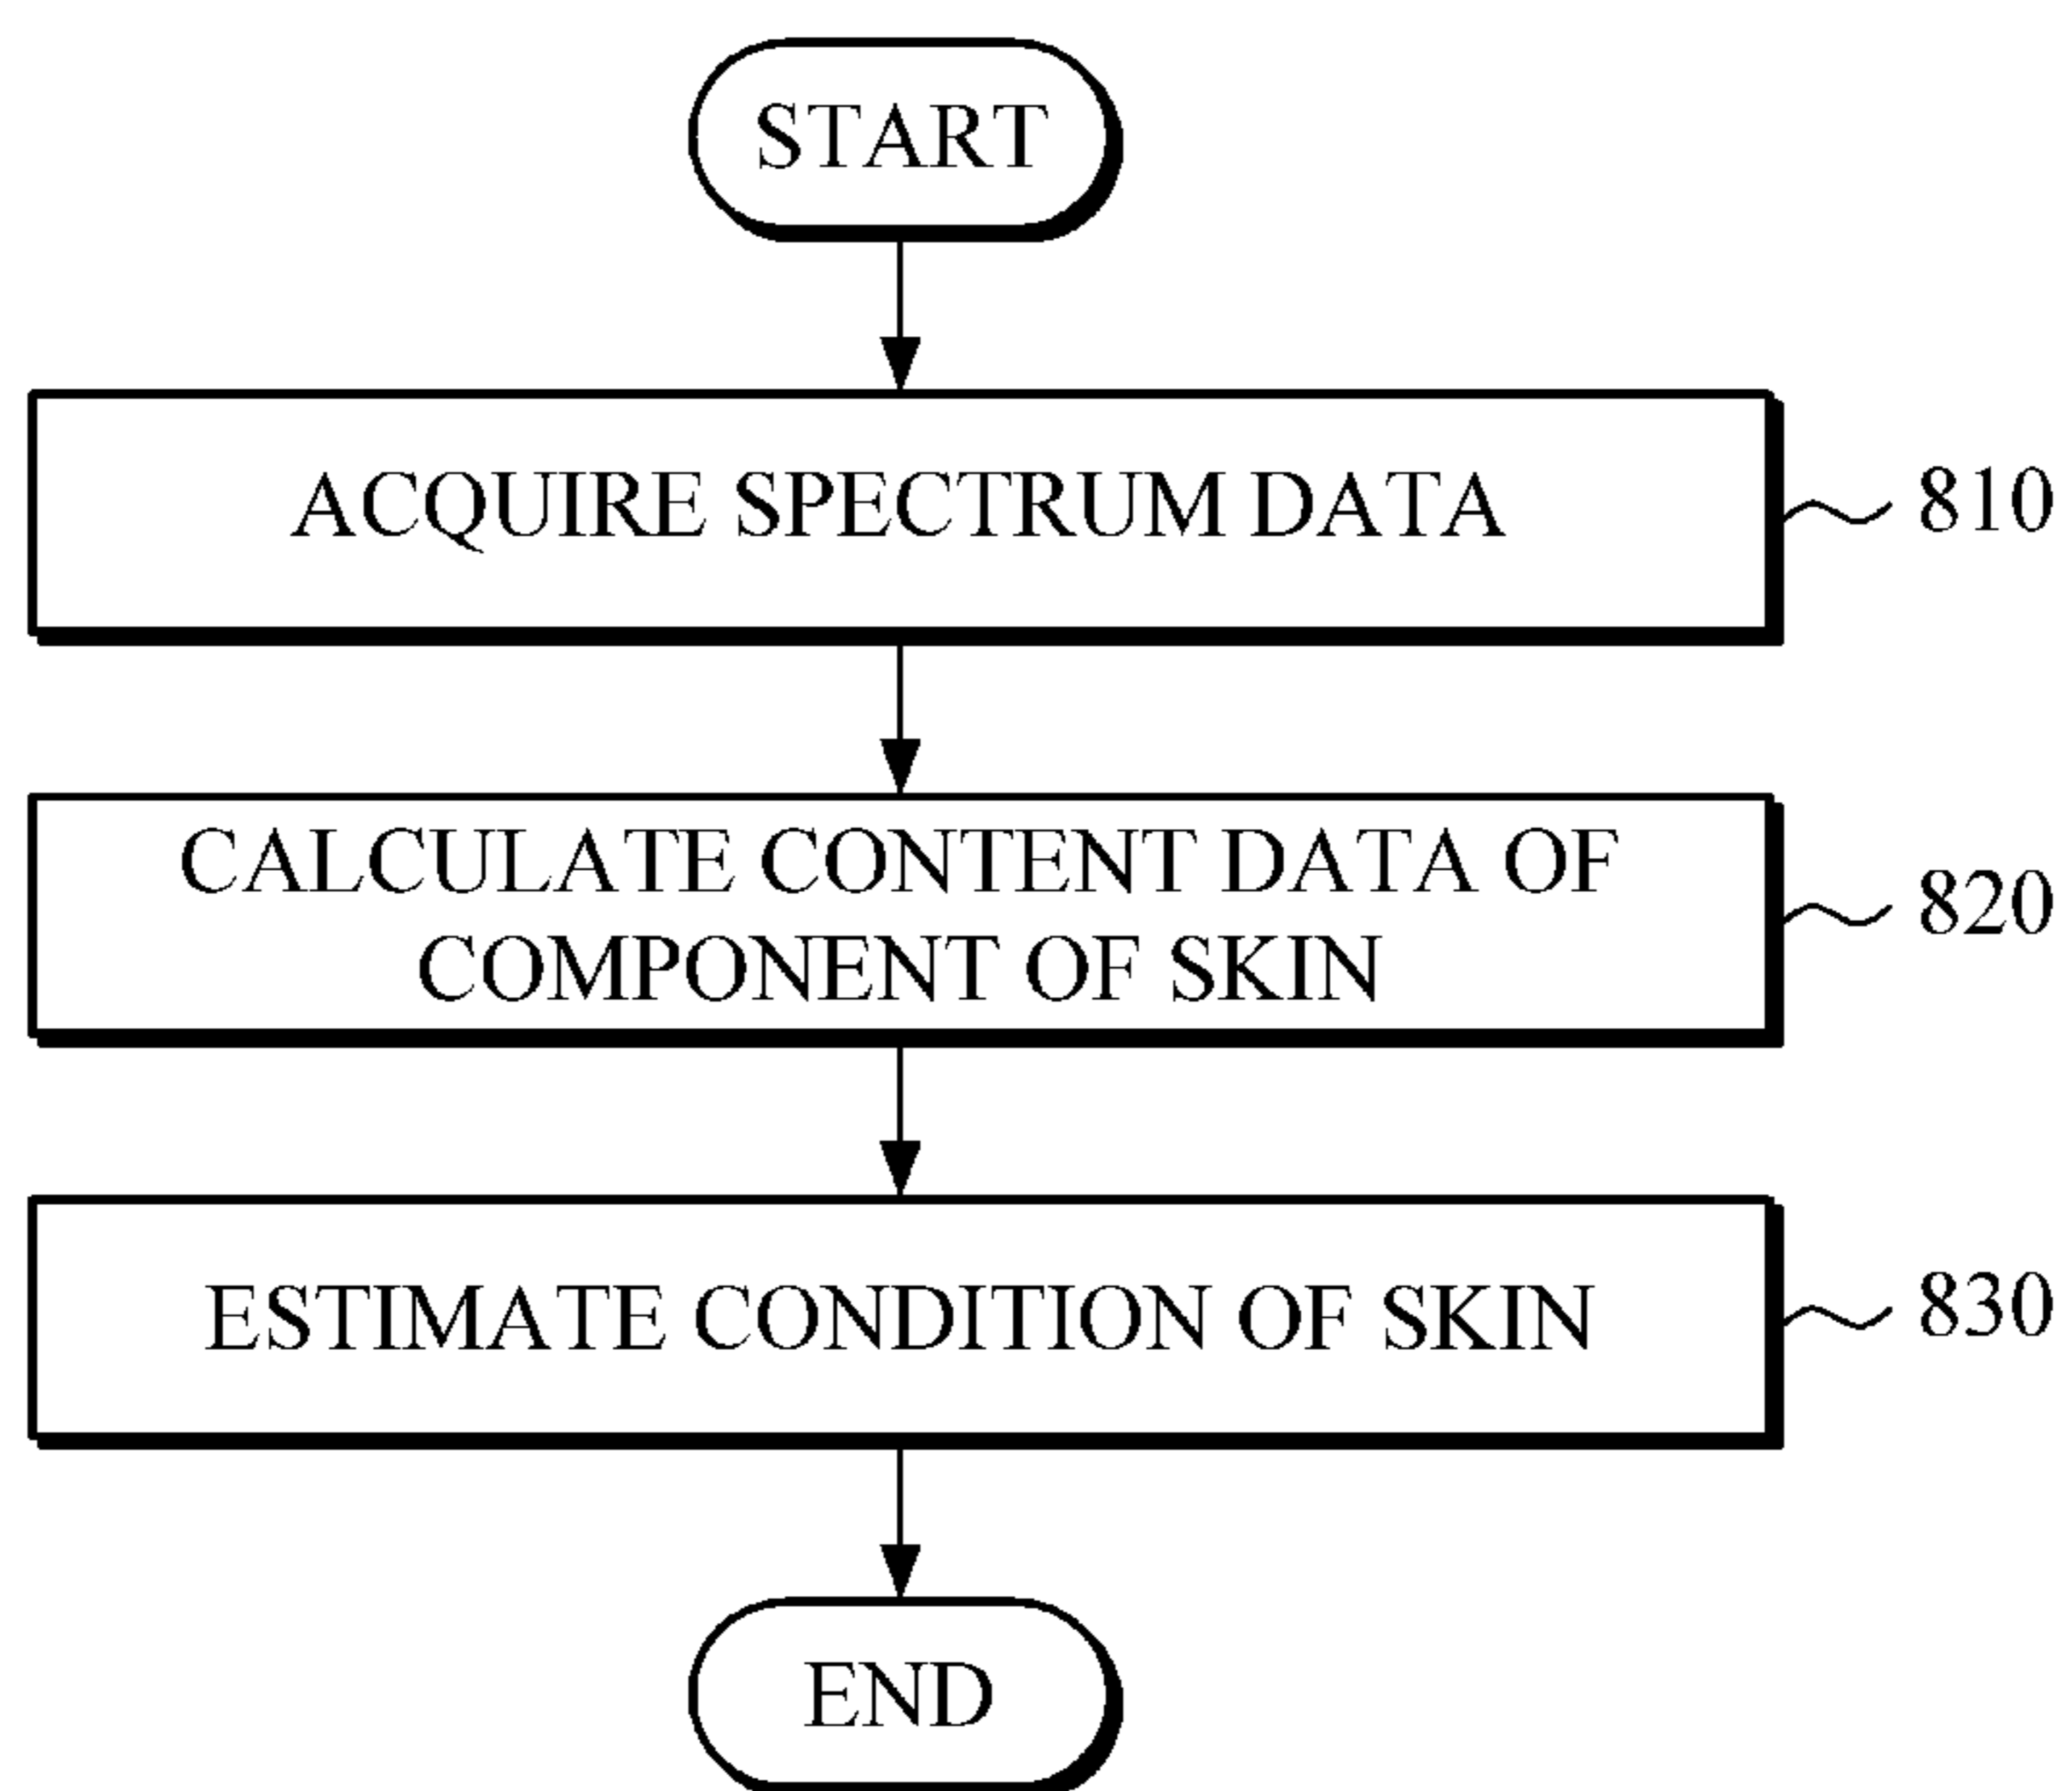 START
ACQUIRE SPECTRUM DATA
810
CALCULATE CONTENT DATA OF
COMPONENT OF SKIN
820
ESTIMATE CONDITION OF SKIN
830
END